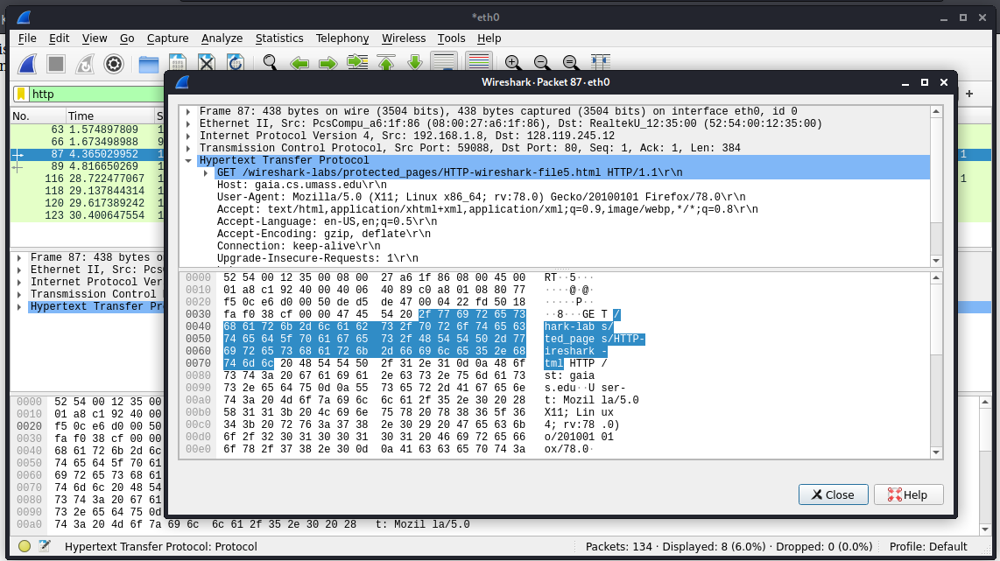 *eth0
File Edit View Go Capture Analyze Statistics Telephony Wireless Tools Help
http
No. Time S
63 1.574897809 1
66 1.673498988 9
87 4.365029952 1 1
89 4.816650269 1
116 28.722477067 1 1
118 29.137844314 1
120 29.617389242 1
123 30.400647554 1
Frame 87: 438 bytes o
Ethernet II, Src: Pcs
Internet Protocol Ver
Transmission Control
Hypertext Transfer Pr
0000 52 54 00 12 35 00
0010 01 a8 c1 92 40 00
0020 f5 0c e6 d0 00 50
0030 fa f0 38 cf 00 00
0040 68 61 72 6b 2d 6c
0050 74 65 64 5f 70 61
0060 69 72 65 73 68 61
0070 74 6d 6c 20 48 54
0080 73 74 3a 20 67 61
0090 73 2e 65 64 75 0d
00a0 74 3a 20 4d 6f 7a 69 6c 6c 61 2f 35 2e 30 20 28 t: Mozil la/5.0
Hypertext Transfer Protocol: Protocol
Packets: 134 · Displayed: 8 (6.0%) · Dropped: 0 (0.0%)
Profile: Default
Wireshark · Packet 87 · eth0
Frame 87: 438 bytes on wire (3504 bits), 438 bytes captured (3504 bits) on interface eth0, id 0
Ethernet II, Src: PcsCompu_a6:1f:86 (08:00:27:a6:1f:86), Dst: RealtekU_12:35:00 (52:54:00:12:35:00)
Internet Protocol Version 4, Src: 192.168.1.8, Dst: 128.119.245.12
Transmission Control Protocol, Src Port: 59088, Dst Port: 80, Seq: 1, Ack: 1, Len: 384
Hypertext Transfer Protocol
GET /wireshark-labs/protected_pages/HTTP-wireshark-file5.html HTTP/1.1\r\n
Host: gaia.cs.umass.edu\r\n
User-Agent: Mozilla/5.0 (X11; Linux x86_64; rv:78.0) Gecko/20100101 Firefox/78.0\r\n
Accept: text/html,application/xhtml+xml,application/xml;q=0.9,image/webp,*/*;q=0.8\r\n
Accept-Language: en-US,en;q=0.5\r\n
Accept-Encoding: gzip, deflate\r\n
Connection: keep-alive\r\n
Upgrade-Insecure-Requests: 1\r\n
0000 52 54 00 12 35 00 08 00 27 a6 1f 86 08 00 45 00 RT··5···
0010 01 a8 c1 92 40 00 40 06 40 89 c0 a8 01 08 80 77 ····@·@·
0020 f5 0c e6 d0 00 50 de d5 de 47 00 04 22 fd 50 18 ·····P··
0030 fa f0 38 cf 00 00 47 45 54 20 2f 77 69 72 65 73 ··8···GE T /
0040 68 61 72 6b 2d 6c 61 62 73 2f 70 72 6f 74 65 63 hark-lab s/
0050 74 65 64 5f 70 61 67 65 73 2f 48 54 54 50 2d 77 ted_page s/HTTP-
0060 69 72 65 73 68 61 72 6b 2d 66 69 6c 65 35 2e 68 ireshark -
0070 74 6d 6c 20 48 54 54 50 2f 31 2e 31 0d 0a 48 6f tml HTTP /
0080 73 74 3a 20 67 61 69 61 2e 63 73 2e 75 6d 61 73 st: gaia
0090 73 2e 65 64 75 0d 0a 55 73 65 72 2d 41 67 65 6e s.edu··U ser-
00a0 74 3a 20 4d 6f 7a 69 6c 6c 61 2f 35 2e 30 20 28 t: Mozil la/5.0
00b0 58 31 31 3b 20 4c 69 6e 75 78 20 78 38 36 5f 36 X11; Lin ux
00c0 34 3b 20 72 76 3a 37 38 2e 30 29 20 47 65 63 6b 4; rv:78 .0)
00d0 6f 2f 32 30 31 30 30 31 30 31 20 46 69 72 65 66 o/201001 01
00e0 6f 78 2f 37 38 2e 30 0d 0a 41 63 63 65 70 74 3a ox/78.0·
Close
Help